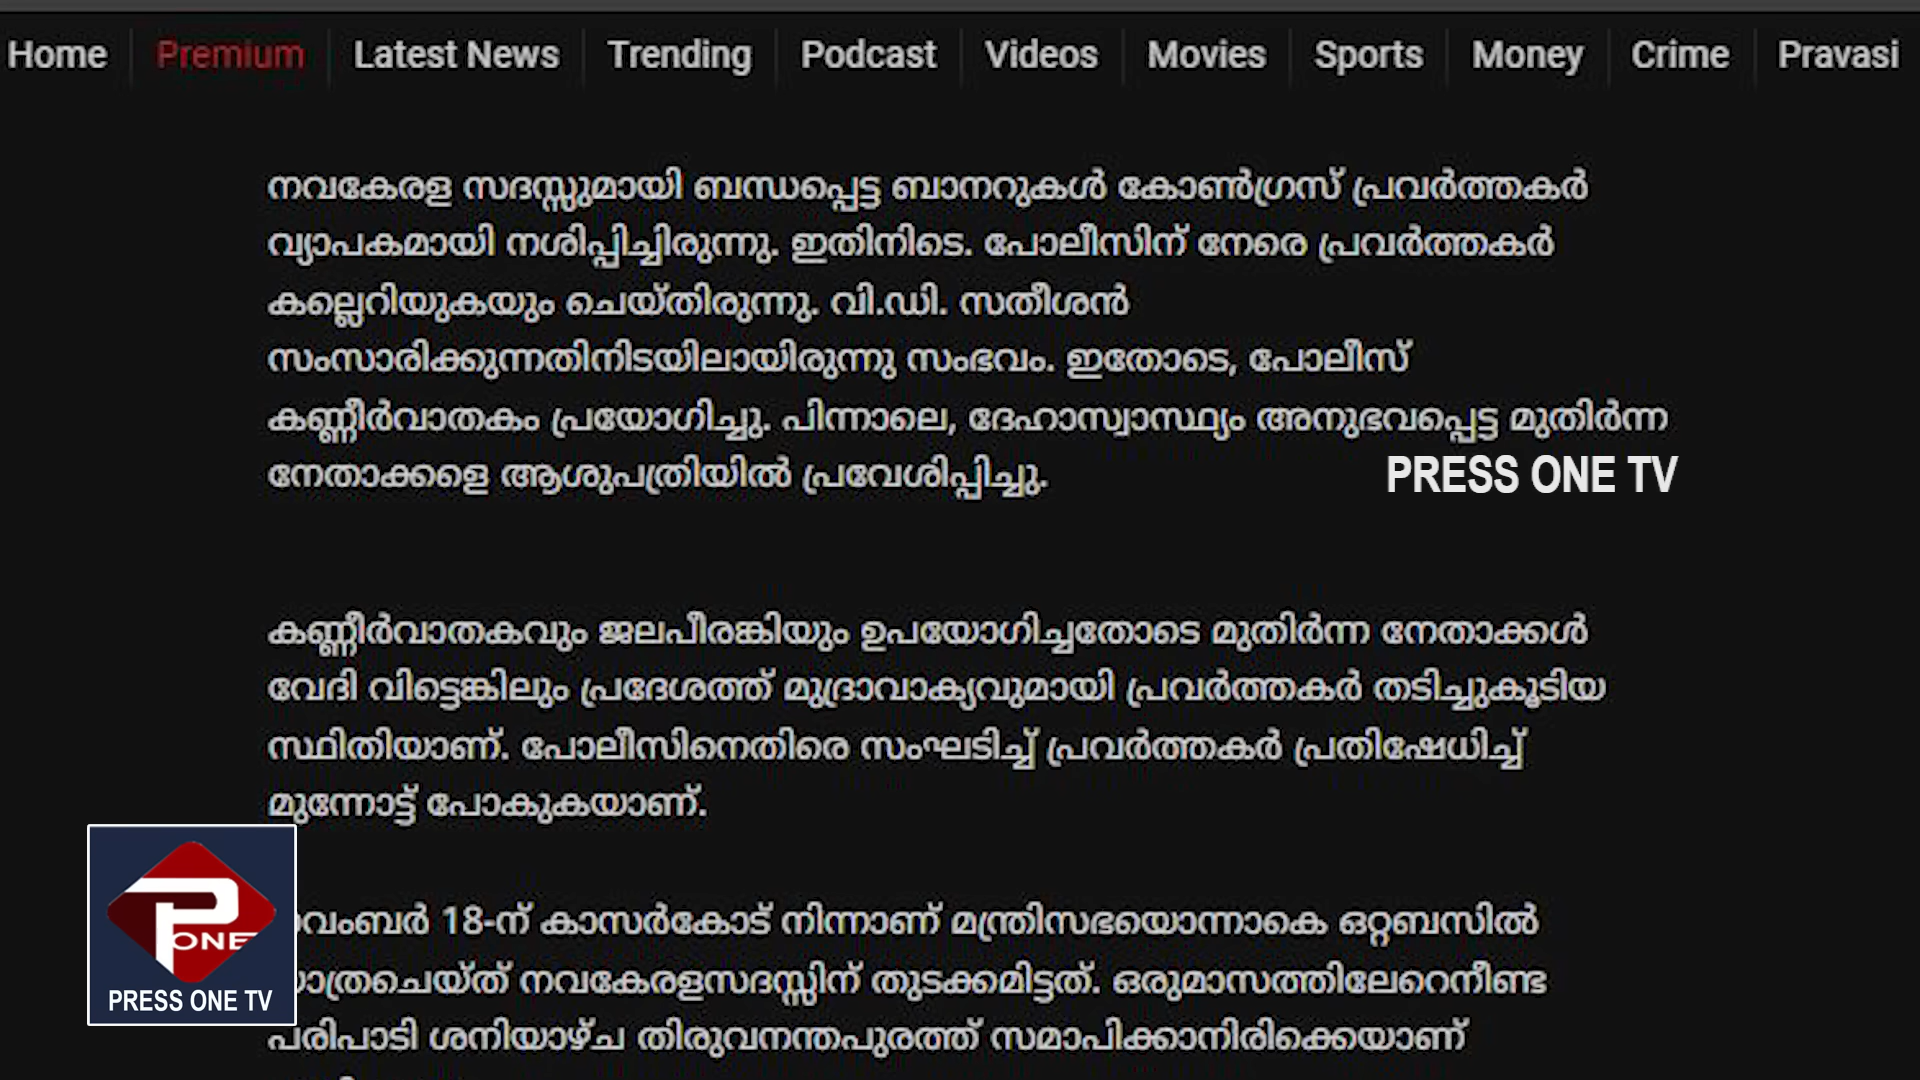 Home Premium Latest News Trending Podcast Videos Movies Sports Money Crime Pravasi
നവകേരള സദസ്സുമായി ബന്ധപ്പെട്ട ബാനറുകൾ കോൺഗ്രസ് പ്രവർത്തകർ
വ്യാപകമായി നശിപ്പിച്ചിരുന്നു. ഇതിനിടെ. പോലീസിന് നേരെ പ്രവർത്തകർ
കല്ലെറിയുകയും ചെയ്തിരുന്നു. വി.ഡി. സതീശൻ
സംസാരിക്കുന്നതിനിടയിലായിരുന്നു സംഭവം. ഇതോടെ, പോലീസ്
കണ്ണീർവാതകം പ്രയോഗിച്ചു. പിന്നാലെ, ദേഹാസ്വാസ്ഥ്യം അനുഭവപ്പെട്ട മുതിർന്ന
നേതാക്കളെ ആശുപത്രിയിൽ പ്രവേശിപ്പിച്ചു.
PRESS ONE TV
കണ്ണീർവാതകവും ജലപീരങ്കിയും ഉപയോഗിച്ചതോടെ മുതിർന്ന നേതാക്കൾ
വേദി വിട്ടെങ്കിലും പ്രദേശത്ത് മുദ്രാവാക്യവുമായി പ്രവർത്തകർ തടിച്ചുകൂടിയ
സ്ഥിതിയാണ്. പോലീസിനെതിരെ സംഘടിച്ച് പ്രവർത്തകർ പ്രതിഷേധിച്ച്
മുന്നോട്ട് പോകുകയാണ്.
18-ന് കാസർകോട് നിന്നാണ് മന്ത്രിസഭയൊന്നാകെ ഒറ്റബസിൽ
നവകേരളസദസ്സിന് തുടക്കമിട്ടത്. ഒരുമാസത്തിലേറെനീണ്ട
പരിപാടി ശനിയാഴ്ച തിരുവനന്തപുരത്ത് സമാപിക്കാനിരിക്കെയാണ്
P ONE
PRESS ONE TV